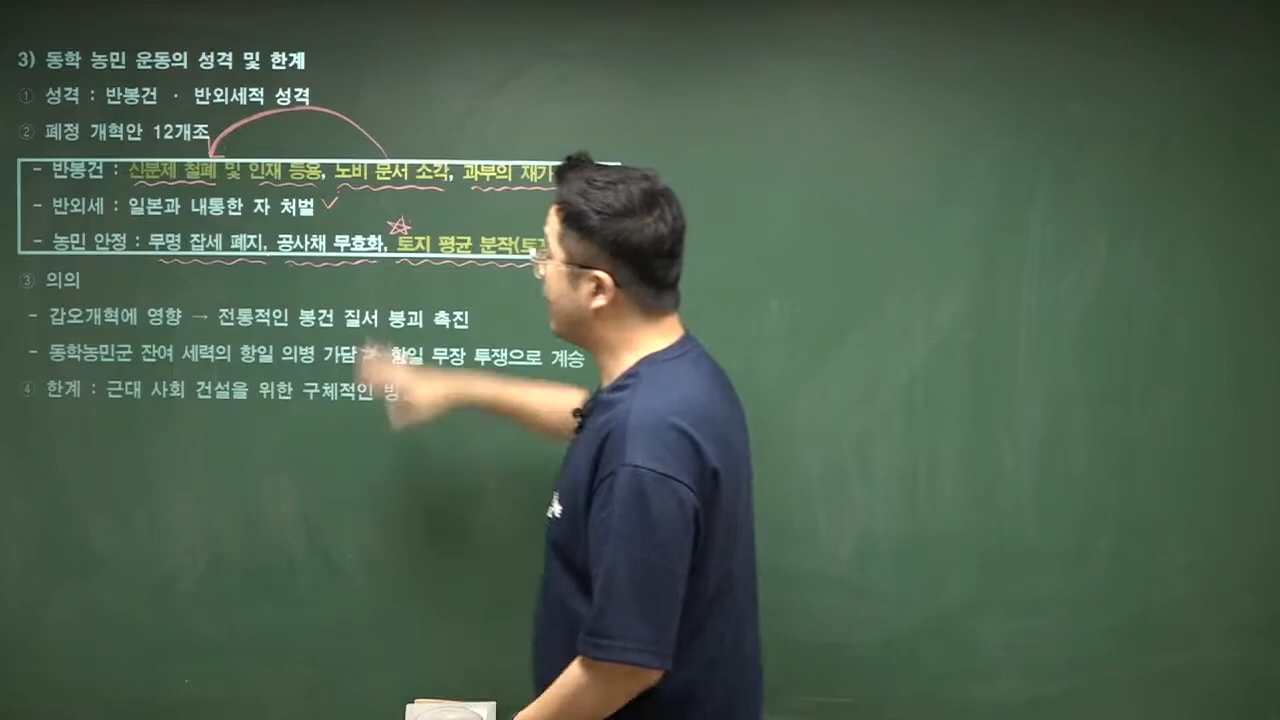 3) 동학 농민 운동의 성격 및 한계
① 성격 : 반봉건 · 반외세적 성격
② 폐정 개혁안 12개조
- 반봉건 : 신분제 철폐 및 인재 등용, 노비 문서 소각, 과부의 재가
- 반외세 : 일본과 내통한 자 처벌
- 농민 안정 : 무명 잡세 폐지, 공사채 무효화, 토지 평균 분작(토
③ 의의
- 갑오개혁에 영향 → 전통적인 봉건 질서 붕괴 촉진
- 동학농민군 잔여 세력의 항일 의병 가담 → 항일 무장 투쟁으로 계승
④ 한계 : 근대 사회 건설을 위한 구체적인